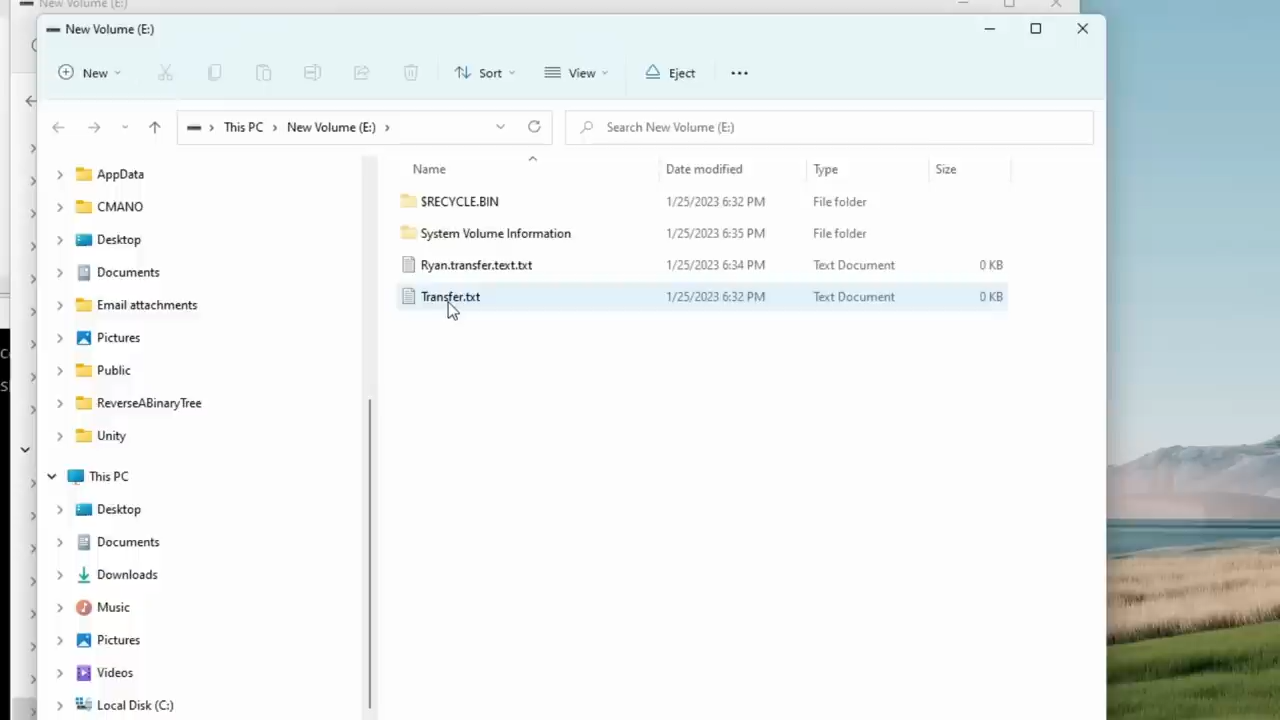 New Volume (E:)
New Volume (E:)
New Sort View Eject
This PC New Volume (E:) Search New Volume (E:)
Name Date modified Type Size
$RECYCLE.BIN 1/25/2023 6:32 PM File folder
System Volume Information 1/25/2023 6:35 PM File folder
Ryan.transfer.text.txt 1/25/2023 6:34 PM Text Document 0 KB
Transfer.txt 1/25/2023 6:32 PM Text Document 0 KB
AppData
CMANO
Desktop
Documents
Email attachments
Pictures
Public
ReverseABinaryTree
Unity
This PC
Desktop
Documents
Downloads
Music
Pictures
Videos
Local Disk (C:)